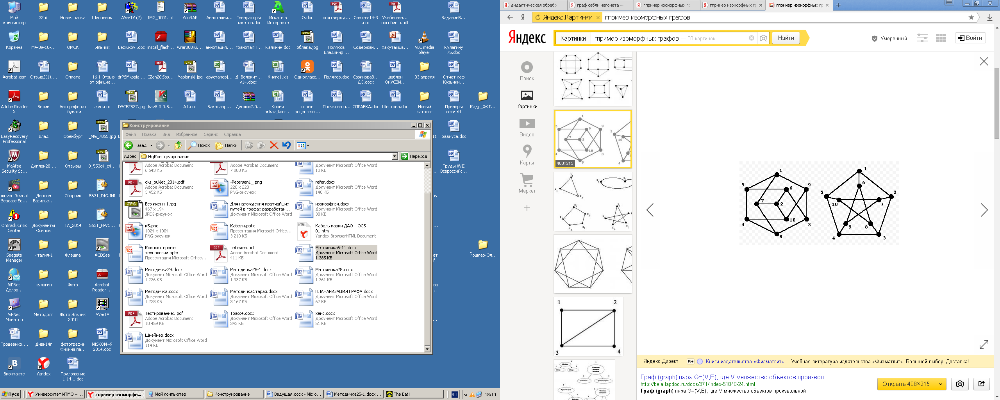 Мой компьютер
32bit
Новая папка
Шиповник
AVerTV (2)
IMG_0001.txt
WinRAR
Аннотация...
Генераторы пакетов.doc
Искать в Интернете
О.doc
подтвержд...
Синтез-14-3 .doc
Учебно-ме... пособие п.pdf
ЗаданиеВ...
Корзина
М4-09-10-...
ОМСК
Яльчик
Bezrukov .doc
install_flash...
wrar380ru....
аннотация....
грамотаКП...
Калинин.doc
облака.jpg
Поляков Владимир ...
Содержан...
Хахутаишв...
VLC media player
Кулагину 75.doc
Acrobat.com
Отзыв2(1)....
Оплата
16 1 Отзыв от официа...
drPSMkopia....
IZah2OSos...
Yablonski.jpg
арустамовj...
Д_Волокит... v14.docx
Книга1.xls
Однокласс...
Поляков.doc
СозиноваЗ... ДС.docx
шаблон ОиУСЗИ...
03 апреля
Отчет каф Кузьмин...
Adobe Reader X
Белим
Автореферат - бумаги
.кип.doc
DSCF2527.jpg
kav8.0.0.5...
А1.doc
Бакалавр...
Диплом2.0...
Копия prikaz_kont...
отзыв рецензент...
Поляков-пр...
СПРАВКА.doc
Шестова.doc
Новый каталог
Примеры сети.rtf
Кадр_ФКТ...
EasyRecovery Professional
Влад
Оренбург
_MG_7865.jpg
радиуса.doc
McAfee Security Sc...
Диплом28....
Отзывы
0_553c4_c4...
Труды XVII Всероссийс...
muvee Reveal Seagate Ed...
Диплом Василье...
Сборник
5631_DIG.INI
Ontrack Crisis Center
Документы Осипов
ТА_2014
5631_HWC...
Seagate Manager
Италия-1
Флешка
ACDSee
Йошкар-Ол...
ViPNet Делов...
кулагин
Фото
Acrobat Reader ...
ViPNet Монитор
Методолг
Фото Яльчик 2010
AVerTV
Процеенко....
Дивн14г
фотографии Фимина па...
NISKON~9 2014.doc
Вконтакте
Yandex
Приложение 1-14-1.doc
Конструирование
Файл Правка Вид Избранное Сервис Справка
Назад Поиск Папки
Адрес: H:\Конструирование Переход
Adobe Acrobat Document
6 643 КБ
Adobe Acrobat Document
7 088 КБ
Документ Microsoft Office Word
13 КБ
oks_buklet_2014.pdf
Adobe Acrobat Document
3 452 КБ
-Petersen1_.png
220 x 220
PNG-рисунок
refer.docx
Документ Microsoft Office Word
140 КБ
Без имени-1.jpg
467 x 194
JPEG-рисунок
Для нахождения кратчайших
путей в графах разработан...
Документ Microsoft Office Word
изоморфизм.docx
Документ Microsoft Office Word
38 КБ
к5.png
1024 x 1004
PNG-рисунок
Кабели.pptx
Презентация Microsoft Office...
3 210 КБ
Кабель марки ДАО _ OCS
01.htm
Yandex BrowserHTML Document
Компьютерные
технологии.pptx
Презентация Microsoft Office...
лебедев.pdf
Adobe Acrobat Document
411 КБ
Методичка6-11.docx
Документ Microsoft Office Word
1 385 КБ
Методичка24.docx
Документ Microsoft Office Word
1 226 КБ
Методичка25-1.docx
Документ Microsoft Office Word
1 937 КБ
Методичка25.docx
Документ Microsoft Office Word
1 761 КБ
Методичка.docx
Документ Microsoft Office Word
1 228 КБ
МетодичкаСтарая.docx
Документ Microsoft Office Word
3 167 КБ
ПЛАНАРИЗАЦИЯ ГРАФА.docx
Документ Microsoft Office Word
62 КБ
Тестирование1.pdf
Adobe Acrobat Document
10 459 КБ
Трасс4.docx
Документ Microsoft Office Word
343 КБ
хейс.docx
Документ Microsoft Office Word
51 КБ
Шнейнер.docx
Документ Microsoft Office Word
114 КБ
Пуск
Университет ИТМО – ...
гпример изоморфн...
Мой компьютер
Конструирование
Ведущая.docx - Micro...
Методичка25-1.docx ...
The Bat!
RU
18:10
дидактическая обрабо
граф сабли магомета —
гпример изоморфных г
гпример изоморфных г
гпример изоморфных г
Яндекс.Картинки гпример изоморфных графов
Яндекс
Картинки гпример изоморфных графов — 30 картинок
Найти
Умеренный
Войти
Поиск
Картинки
Видео
Карты
Маркет
1 5 6 9 7 2 4 10 3 8
5 10 4
408×215
1 2
3 4
1 5 9 6 7 2 4 10 3 8
1 6 5 2 10 7 9 8 4 3
Яндекс.Директ 18+ Книги издательства «Физматлит» Учебная литература издательства «Физматлит». Большой выбор! Доставка!
Граф (graph) пара G=(V,E), где V множество объектов произвол...
http://bela.lapdoc.ru/docs/371/index-51040-24.html
Граф (graph) пара G=(V,E), где V множество объектов произвольной
Открыть 408×215